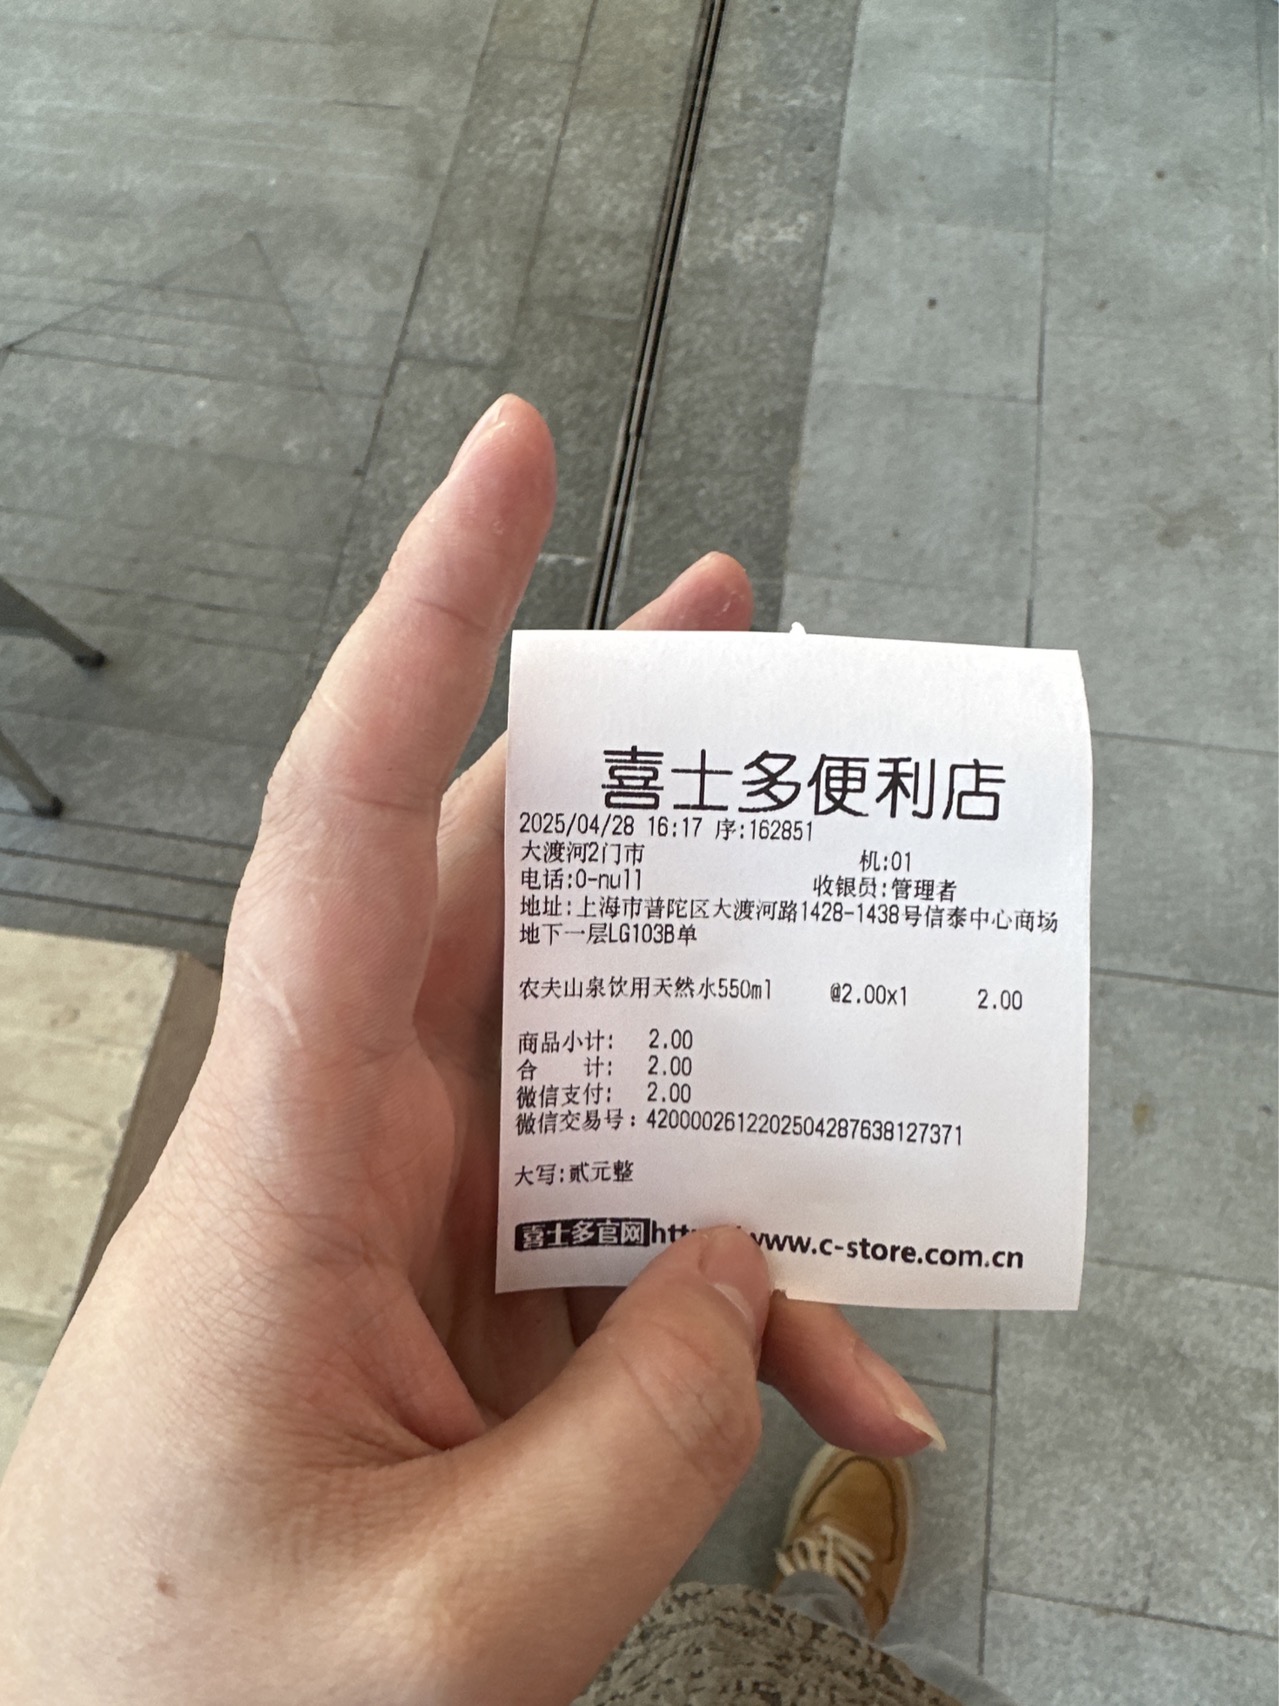 喜士多便利店
2025/04/28 16:17 序:162851
大渡河2门市 机:01
电话:0-null 收银员:管理者
地址:上海市普陀区大渡河路1428-1438号信泰中心商场
地下一层LG103B单
农夫山泉饮用天然水550ml @2.00x1 2.00
商品小计: 2.00
合 计: 2.00
微信支付: 2.00
微信交易号: 4200002612202504287638127371
大写:贰元整
喜士多官网 www.c-store.com.cn